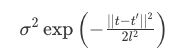 σ² exp(−||t−t′||²/2l²)